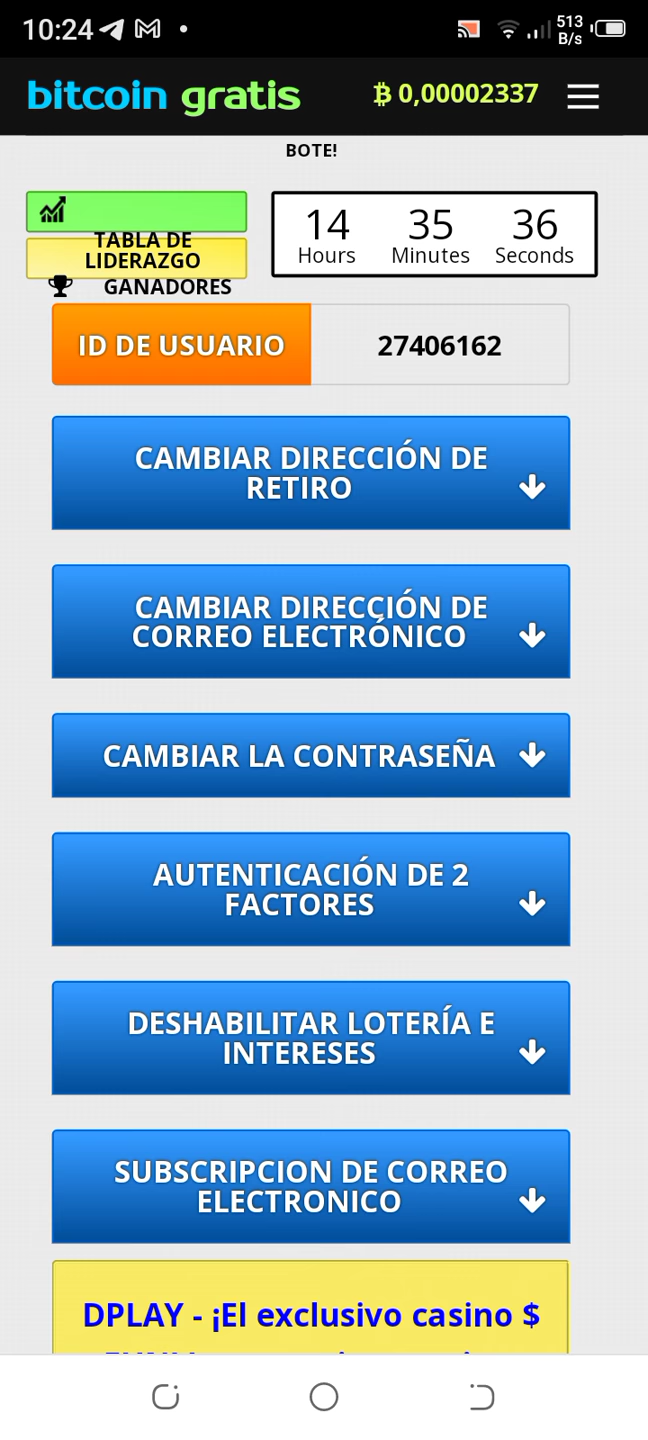 10:24
513
B/s
bitcoin gratis
₿ 0,00002337
BOTE!
TABLA DE
LIDERAZGO
GANADORES
14 35 36
Hours Minutes Seconds
ID DE USUARIO
27406162
CAMBIAR DIRECCIÓN DE
RETIRO
CAMBIAR DIRECCIÓN DE
CORREO ELECTRÓNICO
CAMBIAR LA CONTRASEÑA
AUTENTICACIÓN DE 2
FACTORES
DESHABILITAR LOTERÍA E
INTERESES
SUBSCRIPCION DE CORREO
ELECTRONICO
DPLAY - ¡El exclusivo casino $